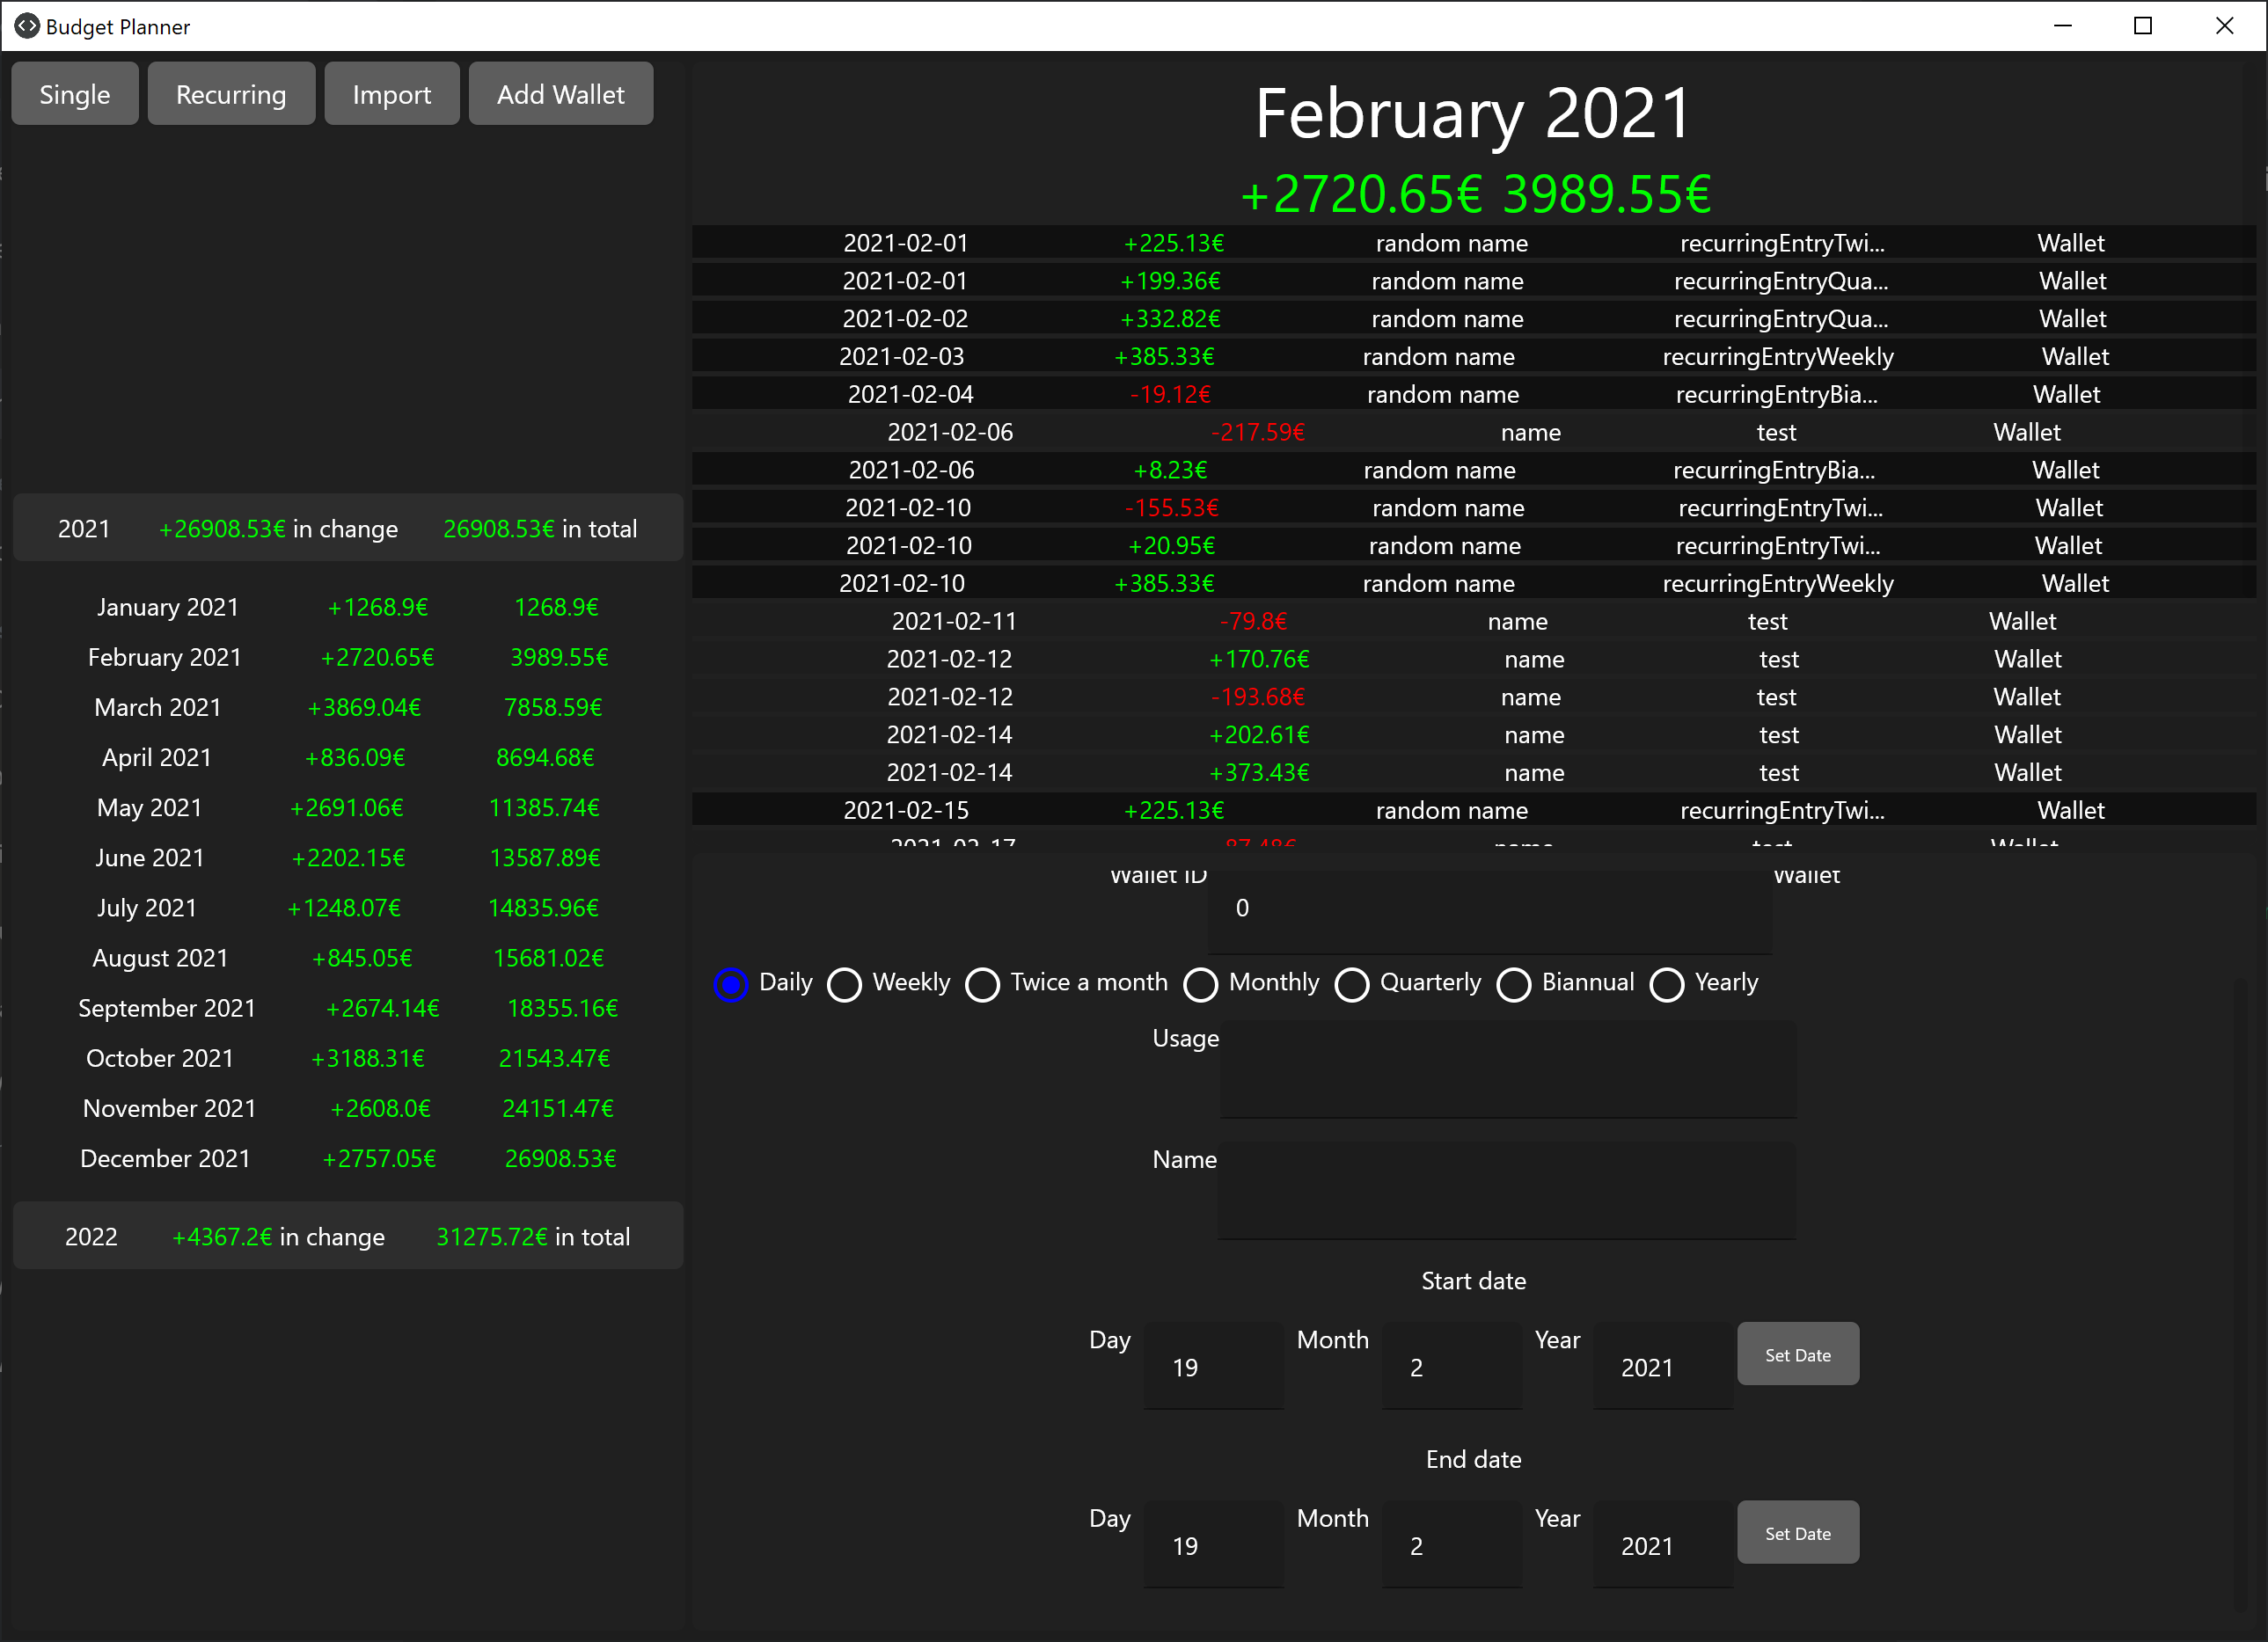 Budget Planner
Single Recurring Import Add Wallet
2021 +26908.53€ in change 26908.53€ in total
January 2021 +1268.9€ 1268.9€
February 2021 +2720.65€ 3989.55€
March 2021 +3869.04€ 7858.59€
April 2021 +836.09€ 8694.68€
May 2021 +2691.06€ 11385.74€
June 2021 +2202.15€ 13587.89€
July 2021 +1248.07€ 14835.96€
August 2021 +845.05€ 15681.02€
September 2021 +2674.14€ 18355.16€
October 2021 +3188.31€ 21543.47€
November 2021 +2608.0€ 24151.47€
December 2021 +2757.05€ 26908.53€
2022 +4367.2€ in change 31275.72€ in total
February 2021
+2720.65€ 3989.55€
2021-02-01 +225.13€ random name recurringEntryTwi... Wallet
2021-02-01 +199.36€ random name recurringEntryQua... Wallet
2021-02-02 +332.82€ random name recurringEntryQua... Wallet
2021-02-03 +385.33€ random name recurringEntryWeekly Wallet
2021-02-04 -19.12€ random name recurringEntryBia... Wallet
2021-02-06 -217.59€ name test Wallet
2021-02-06 +8.23€ random name recurringEntryBia... Wallet
2021-02-10 -155.53€ random name recurringEntryTwi... Wallet
2021-02-10 +20.95€ random name recurringEntryTwi... Wallet
2021-02-10 +385.33€ random name recurringEntryWeekly Wallet
2021-02-11 -79.8€ name test Wallet
2021-02-12 +170.76€ name test Wallet
2021-02-12 -193.68€ name test Wallet
2021-02-14 +202.61€ name test Wallet
2021-02-14 +373.43€ name test Wallet
2021-02-15 +225.13€ random name recurringEntryTwi... Wallet
2021-02-17 name test Wallet
Wallet ID 0 Wallet
Daily Weekly Twice a month Monthly Quarterly Biannual Yearly
Usage
Name
Start date
Day 19 Month 2 Year 2021 Set Date
End date
Day 19 Month 2 Year 2021 Set Date